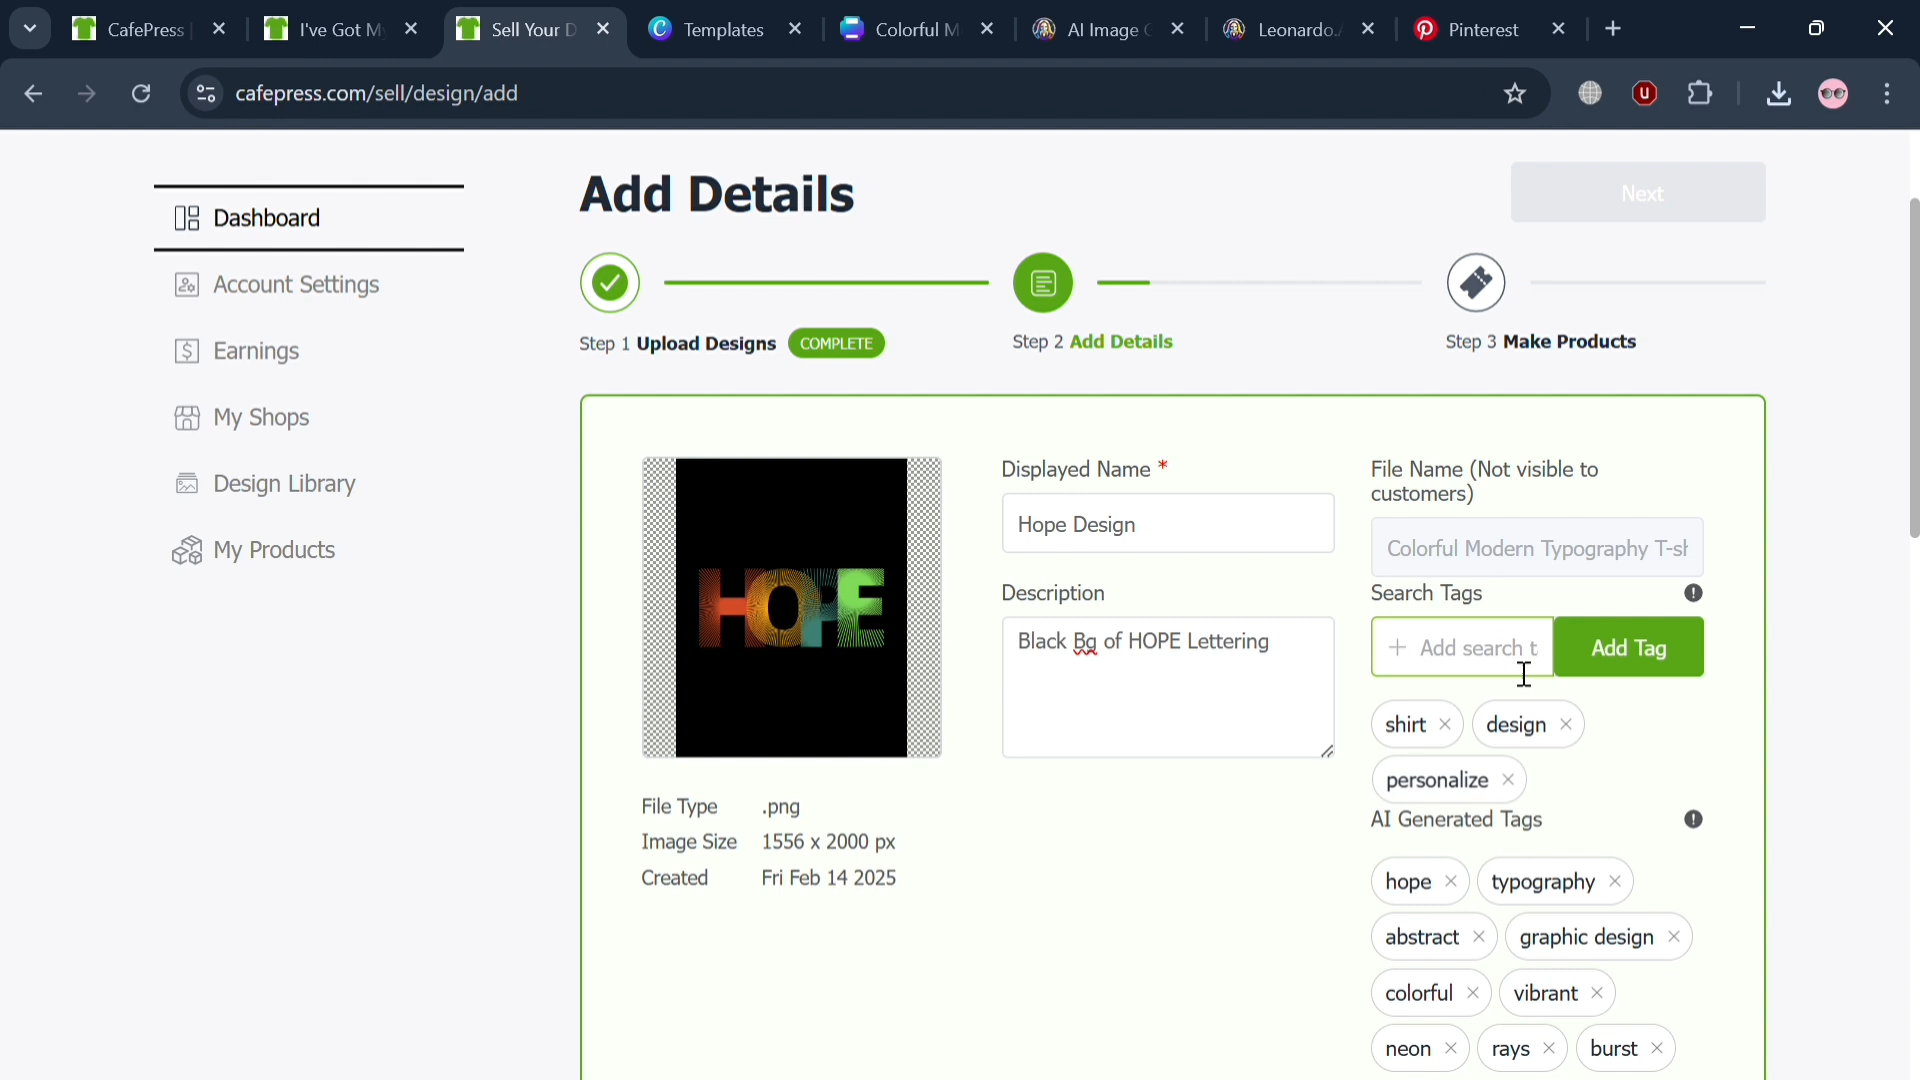 CafePress
I've Got M
Sell Your D
Templates
Colorful M
AI Image G
Leonardo.
Pinterest
cafepress.com/sell/design/add
Dashboard
Account Settings
Earnings
My Shops
Design Library
My Products
Add Details
Next
Step 1 Upload Designs COMPLETE
Step 2 Add Details
Step 3 Make Products
HOPE
File Type .png
Image Size 1556 x 2000 px
Created Fri Feb 14 2025
Displayed Name *
Hope Design
Description
Black Bg of HOPE Lettering
File Name (Not visible to
customers)
Colorful Modern Typography T-sh
Search Tags
+ Add search t
Add Tag
shirt × design ×
personalize ×
AI Generated Tags
hope × typography ×
abstract × graphic design ×
colorful × vibrant ×
neon × rays × burst ×